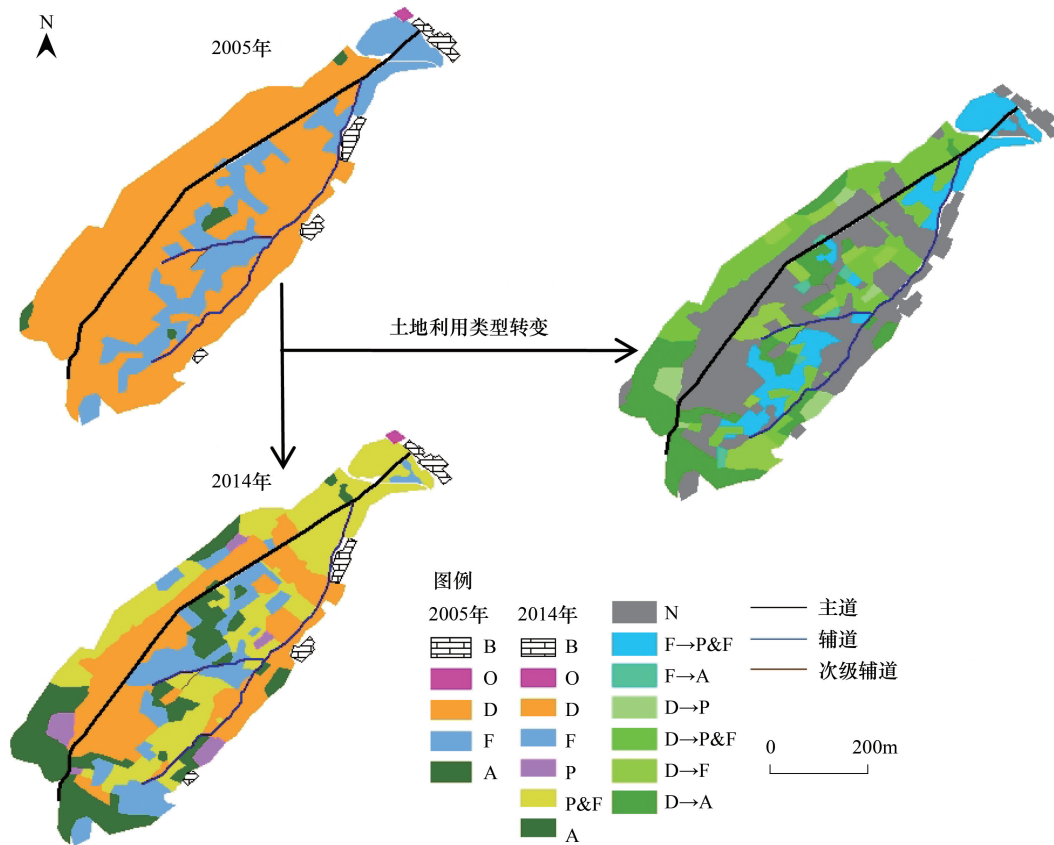 N
2005年
土地利用类型转变
2014年
图例
2005年
B
O
D
F
A
2014年
B
O
D
F
P
P&F
A
N
F→P&F
F→A
D→P
D→P&F
D→F
D→A
主道
辅道
次级辅道
0 200m